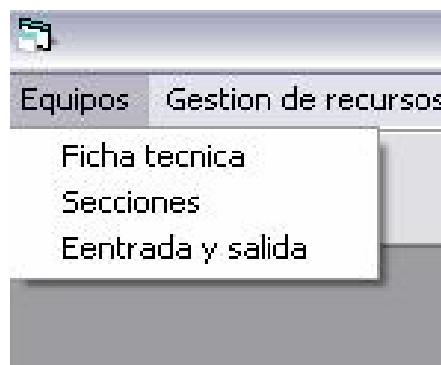 Equipos Gestion de recursos
Ficha tecnica
Secciones
Eentrada y salida